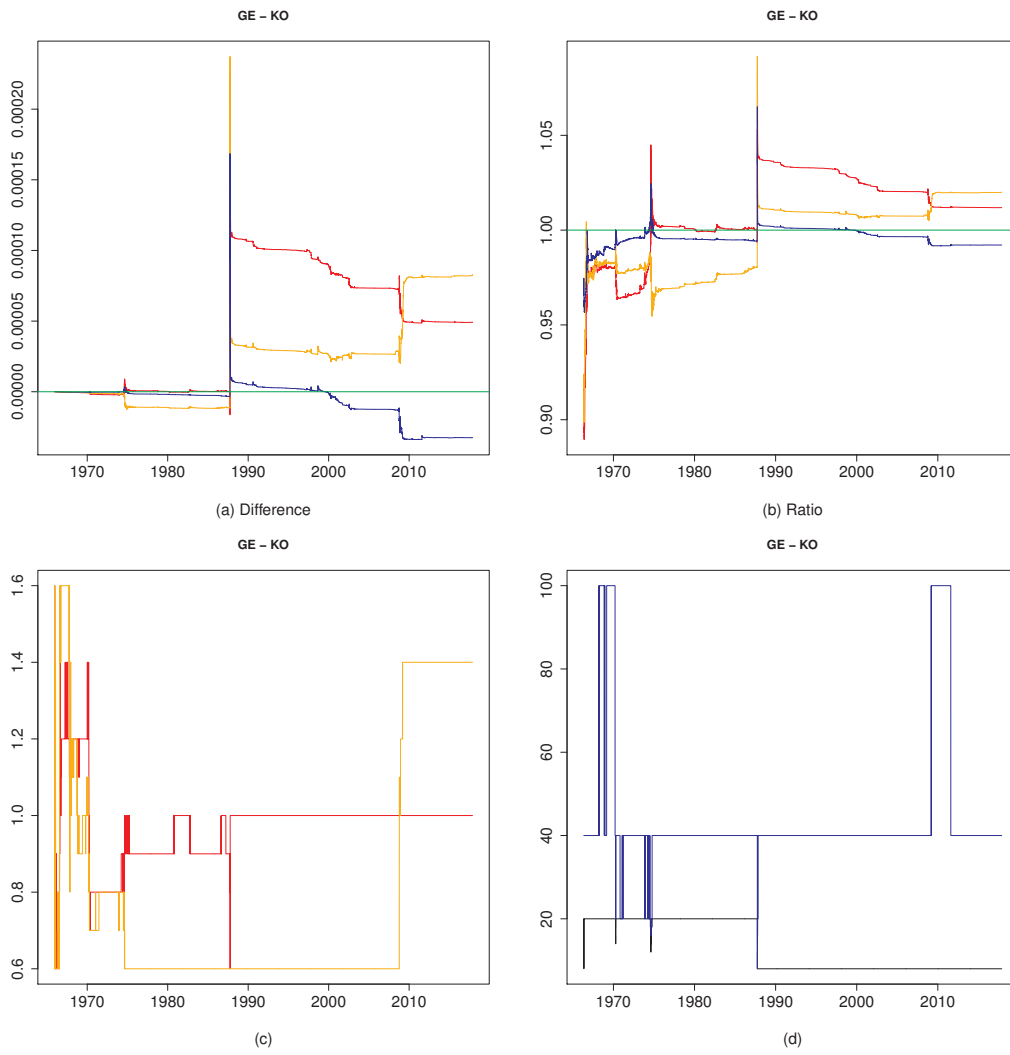 GE – KO
GE – KO
0.00020
0.00015
0.00010
0.00005
0.00000
1970 1980 1990 2000 2010
1.05
1.00
0.95
0.90
1970 1980 1990 2000 2010
(a) Difference
(b) Ratio
GE – KO
GE – KO
1.6
1.4
1.2
1.0
0.8
0.6
1970 1980 1990 2000 2010
100
80
60
40
20
1970 1980 1990 2000 2010
(c)
(d)